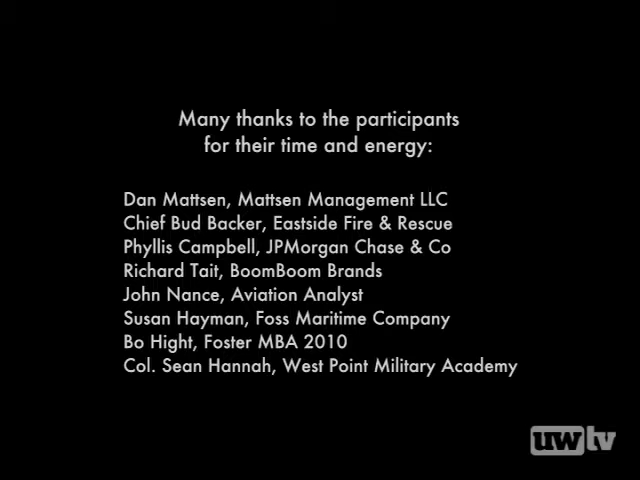 Many thanks to the participants
for their time and energy:
Dan Mattsen, Mattsen Management LLC
Chief Bud Backer, Eastside Fire & Rescue
Phyllis Campbell, JPMorgan Chase & Co
Richard Tait, BoomBoom Brands
John Nance, Aviation Analyst
Susan Hayman, Foss Maritime Company
Bo Hight, Foster MBA 2010
Col. Sean Hannah, West Point Military Academy
uwtv